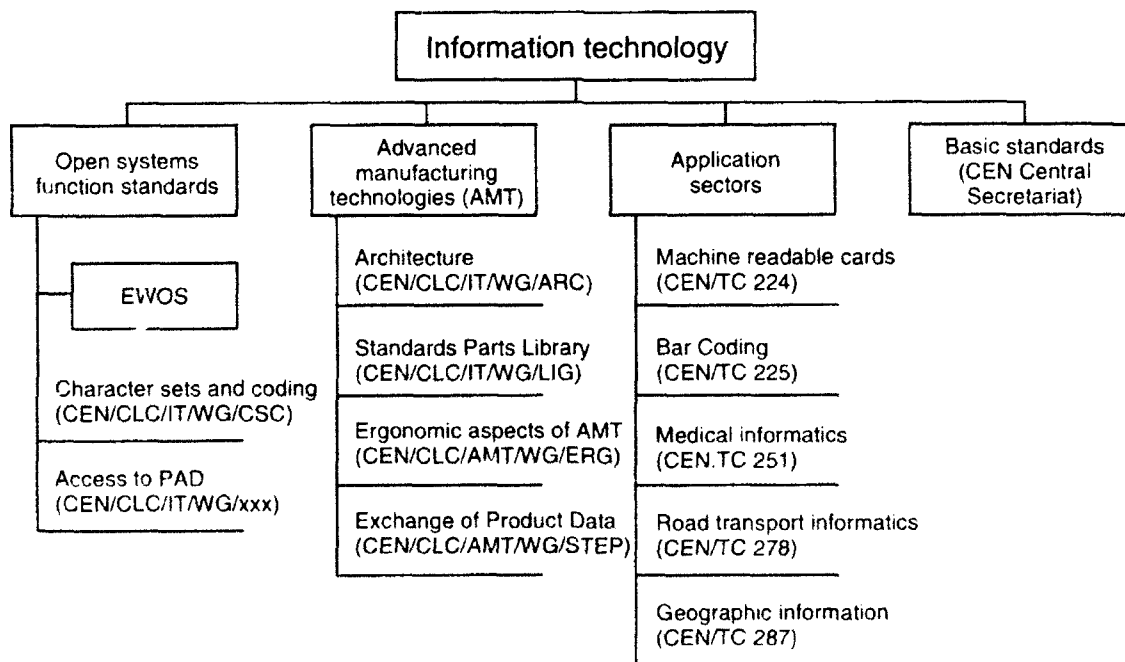 Information technology
Open systems
function standards
EWOS
Character sets and coding
(CEN/CLC/IT/WG/CSC)
Access to PAD
(CEN/CLC/IT/WG/xxx)
Advanced
manufacturing
technologies (AMT)
Architecture
(CEN/CLC/IT/WG/ARC)
Standards Parts Library
(CEN/CLC/IT/WG/LIG)
Ergonomic aspects of AMT
(CEN/CLC/AMT/WG/ERG)
Exchange of Product Data
(CEN/CLC/AMT/WG/STEP)
Application
sectors
Machine readable cards
(CEN/TC 224)
Bar Coding
(CEN/TC 225)
Medical informatics
(CEN.TC 251)
Road transport informatics
(CEN/TC 278)
Geographic information
(CEN/TC 287)
Basic standards
(CEN Central
Secretariat)